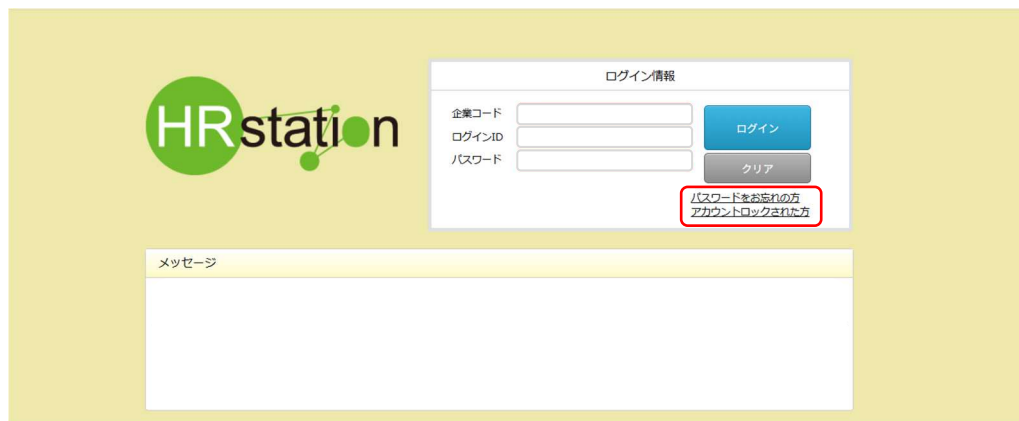 HRstation
ログイン情報
企業コード
ログインID
パスワード
ログイン
クリア
パスワードをお忘れの方
アカウントロックされた方
メッセージ